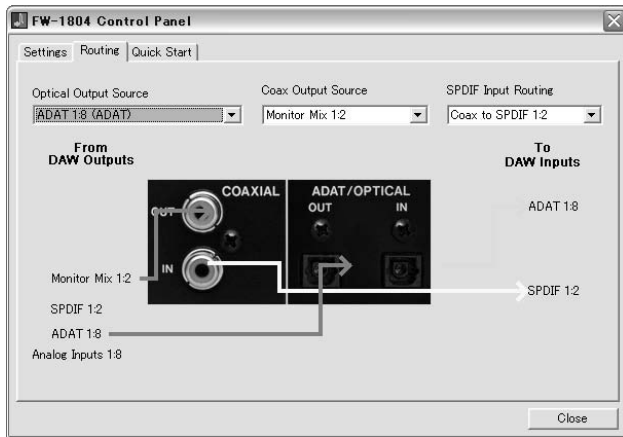 FW-1804 Control Panel
Settings Routing Quick Start
Optical Output Source Coax Output Source SPDIF Input Routing
ADAT 1:8 (ADAT) Monitor Mix 1:2 Coax to SPDIF 1:2
From
DAW Outputs
To
DAW Inputs
COAXIAL ADAT/OPTICAL
OUT OUT IN
ADAT 1:8
IN
Monitor Mix 1:2
SPDIF 1:2
SPDIF 1:2
ADAT 1:8
Analog Inputs 1:8
Close